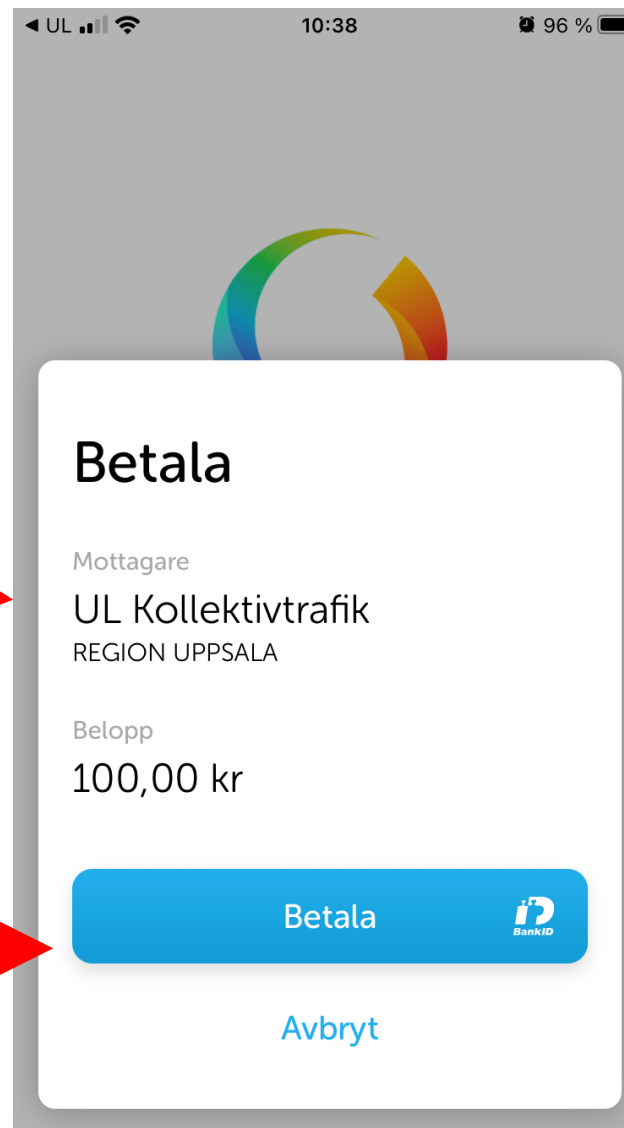 UL
10:38
96 %
Betala
Mottagare
UL Kollektivtrafik
REGION UPPSALA
Belopp
100,00 kr
Betala
BankID
Avbryt